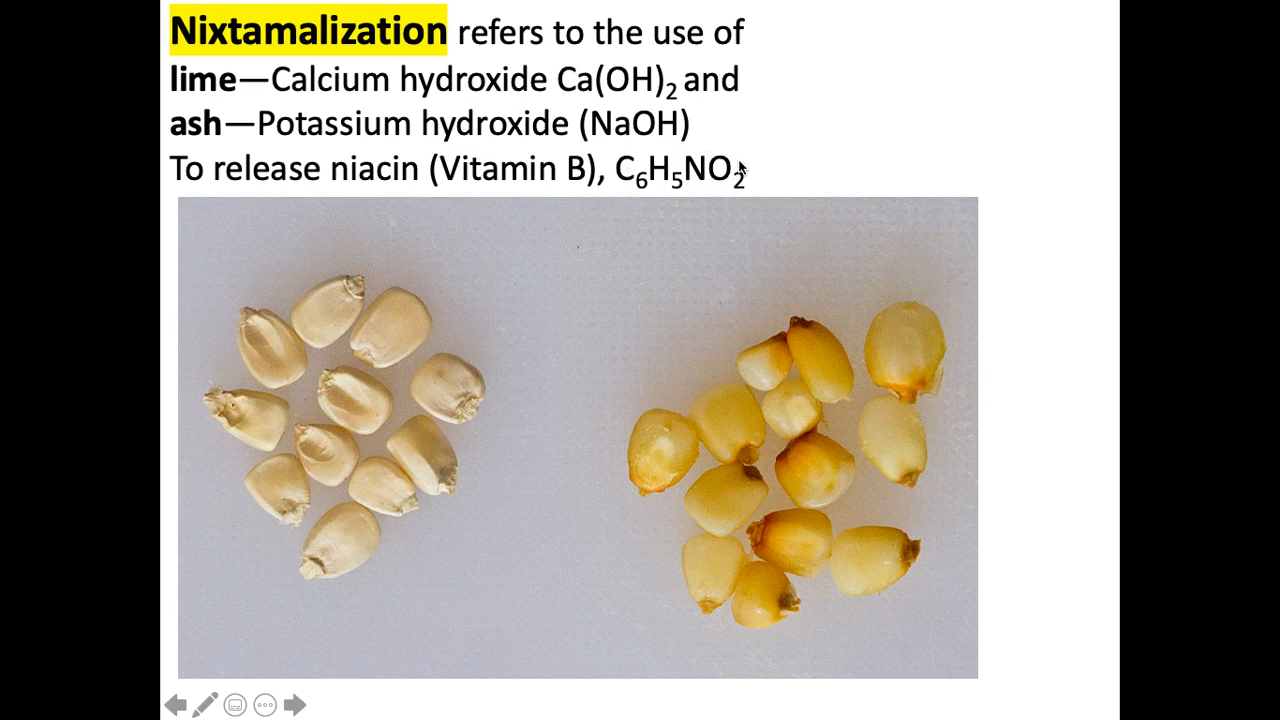 Nixtamalization refers to the use of
lime—Calcium hydroxide Ca(OH)₂ and
ash—Potassium hydroxide (NaOH)
To release niacin (Vitamin B), C₆H₅NO₂